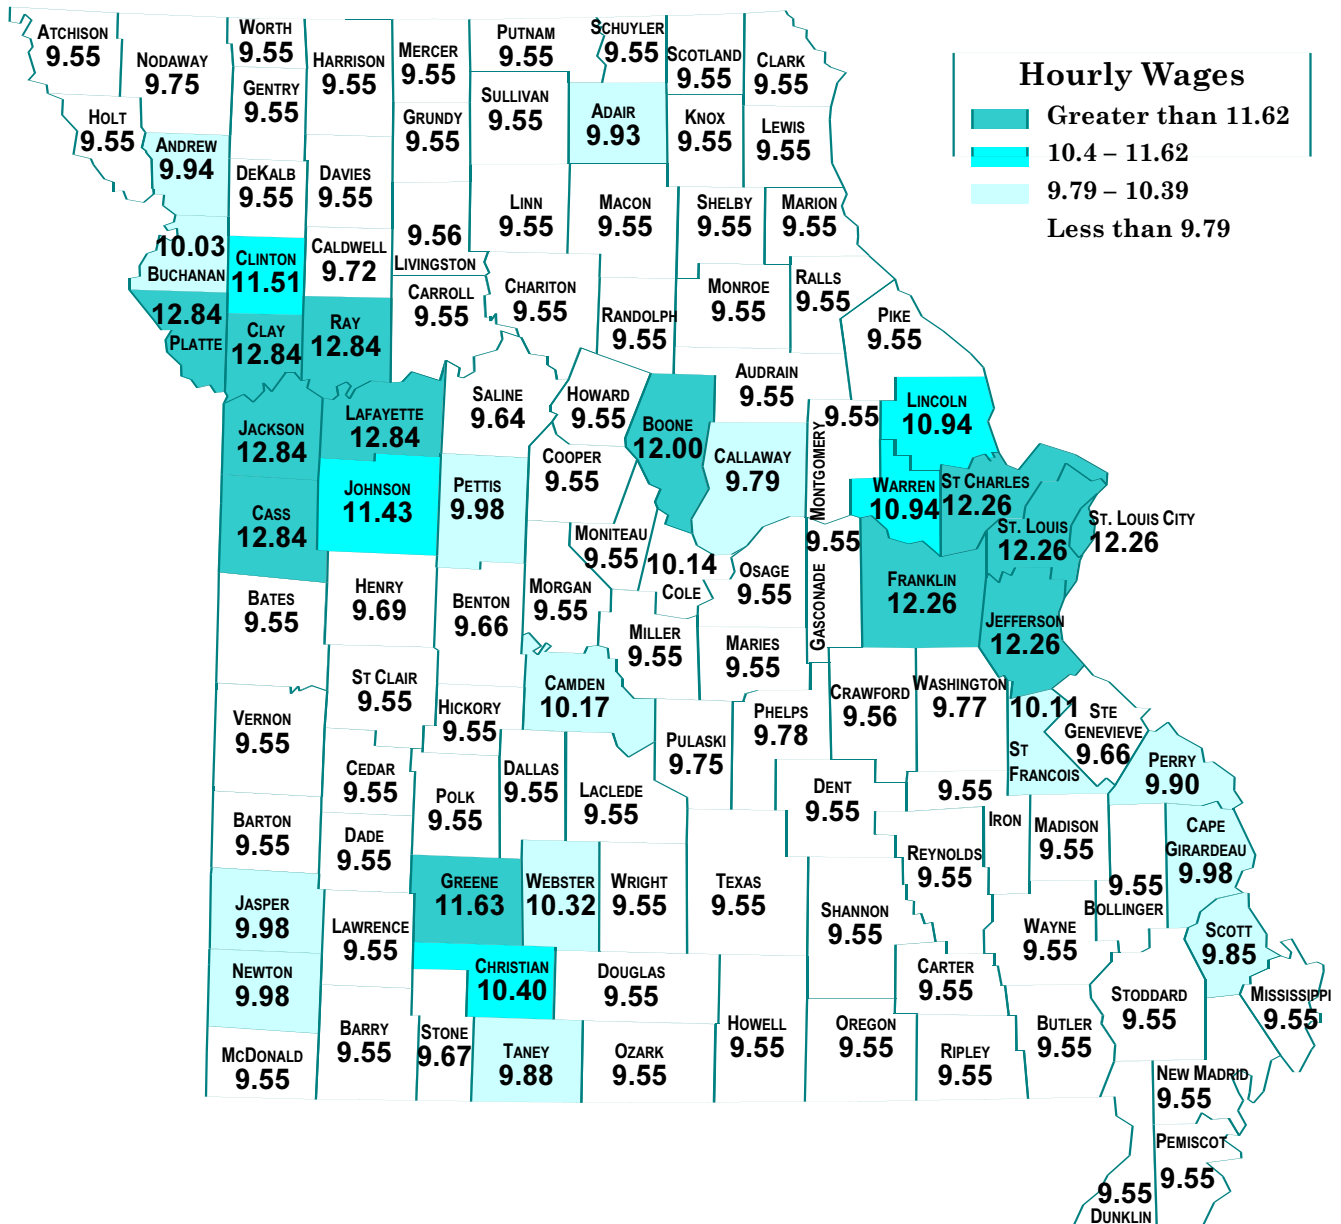 Hourly Wages
Greater than 11.62
10.4 – 11.62
9.79 – 10.39
Less than 9.79
ATCHISON
9.55
NODAWAY
9.75
WORTH
9.55
HARRISON
9.55
MERCER
9.55
PUTNAM
9.55
SCHUYLER
9.55
SCOTLAND
9.55
CLARK
9.55
GENTRY
9.55
SULLIVAN
9.55
ADAIR
9.93
HOLT
9.55
GRUNDY
9.55
KNOX
9.55
LEWIS
9.55
ANDREW
9.94
DEKALB
9.55
DAVIES
9.55
LINN
9.55
MACON
9.55
SHELBY
9.55
MARION
9.55
10.03
BUCHANAN
CLINTON
11.51
CALDWELL
9.72
9.56
LIVINGSTON
CARROLL
9.55
CHARITON
9.55
RANDOLPH
9.55
MONROE
9.55
RALLS
9.55
PIKE
9.55
12.84
PLATTE
CLAY
12.84
RAY
12.84
AUDRAIN
9.55
SALINE
9.64
HOWARD
9.55
BOONE
12.00
LINCOLN
10.94
JACKSON
12.84
LAFAYETTE
12.84
9.55
MONTGOMERY
COOPER
9.55
CALLAWAY
9.79
JOHNSON
11.43
PETTIS
9.98
WARREN
10.94
ST CHARLES
12.26
CASS
12.84
ST. LOUIS
12.26
ST. LOUIS CITY
12.26
MONITEAU
9.55
10.14
COLE
OSAGE
9.55
9.55
GASCONADE
FRANKLIN
12.26
BATES
9.55
HENRY
9.69
BENTON
9.66
MORGAN
9.55
MILLER
9.55
MARIES
9.55
JEFFERSON
12.26
ST CLAIR
9.55
CAMDEN
10.17
CRAWFORD
9.56
WASHINGTON
9.77
10.11
ST
FRANCOIS
STE
GENEVIEVE
9.66
VERNON
9.55
HICKORY
9.55
PULASKI
9.75
PHELPS
9.78
PERRY
9.90
CEDAR
9.55
DALLAS
9.55
LACLEDE
9.55
DENT
9.55
9.55
IRON
POLK
9.55
BARTON
9.55
DADE
9.55
MADISON
9.55
CAPE
GIRARDEAU
9.98
REYNOLDS
9.55
GREENE
11.63
WEBSTER
10.32
WRIGHT
9.55
TEXAS
9.55
9.55
BOLLINGER
JASPER
9.98
LAWRENCE
9.55
SHANNON
9.55
WAYNE
9.55
SCOTT
9.85
NEWTON
9.98
CHRISTIAN
10.40
DOUGLAS
9.55
CARTER
9.55
STODDARD
9.55
MISSISSIPPI
9.55
MCDONALD
9.55
BARRY
9.55
STONE
9.67
TANEY
9.88
OZARK
9.55
HOWELL
9.55
OREGON
9.55
RIPLEY
9.55
BUTLER
9.55
NEW MADRID
9.55
PEMISCOT
9.55
9.55
DUNKLIN